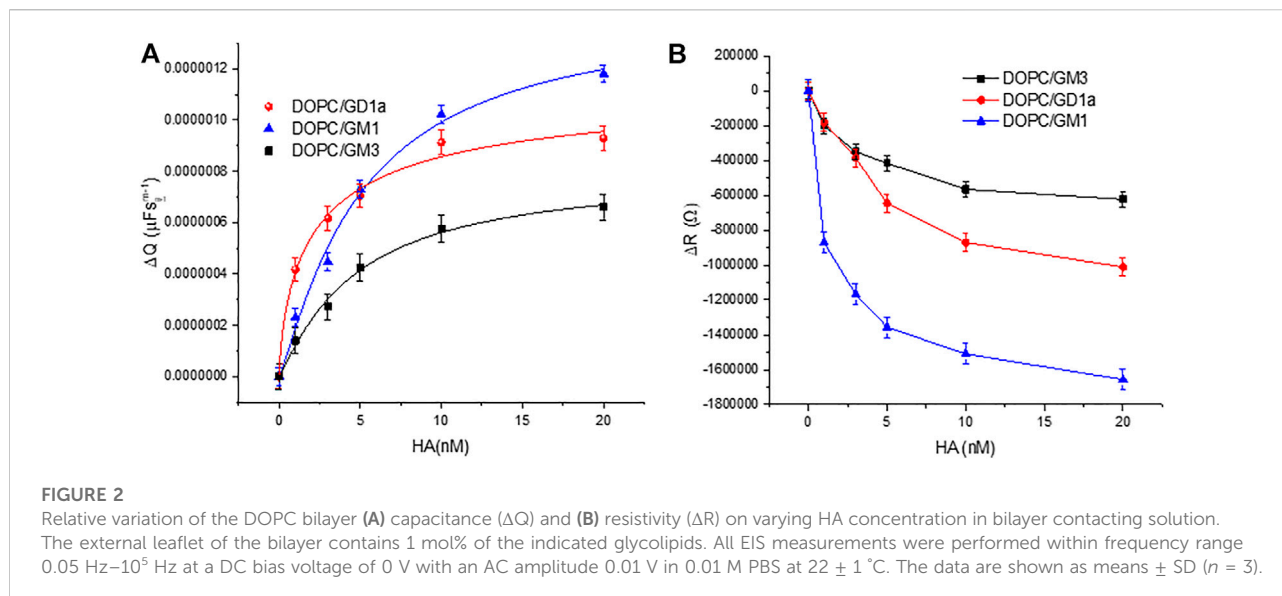 A
DOPC/GD1a
DOPC/GM1
DOPC/GM3
0.0000012
0.0000010
0.0000008
0.0000006
0.0000004
0.0000002
0.0000000
0
5
10
15
20
HA(nM)
B
DOPC/GM3
DOPC/GD1a
DOPC/GM1
200000
0
-200000
-400000
-600000
-800000
-1000000
-1200000
-1400000
-1600000
-1800000
ΔR (Ω)
0
5
10
15
20
HA (nM)
FIGURE 2
Relative variation of the DOPC bilayer (A) capacitance (ΔQ) and (B) resistivity (ΔR) on varying HA concentration in bilayer contacting solution.
The external leaflet of the bilayer contains 1 mol% of the indicated glycolipids. All EIS measurements were performed within frequency range
0.05 Hz–10⁵ Hz at a DC bias voltage of 0 V with an AC amplitude 0.01 V in 0.01 M PBS at 22 ± 1 °C. The data are shown as means ± SD (n = 3).